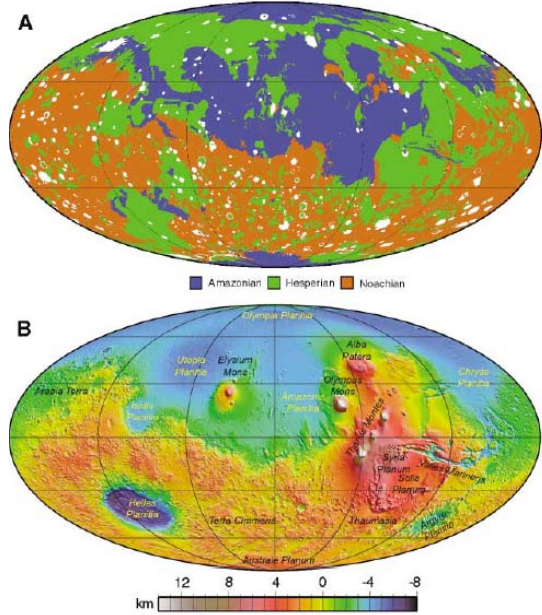 A
Amazonian Hesperian Noachian
B
Olympia Planitia
Utopia
Planitia
Elysium
Mons
Alba
Patera
Arabia Terra
Isidis
Planitia
Amazonis
Planitia
Olympus
Mons
Chryse
Planitia
Tharsis Montes
Syria
Planum
Solis
Planum
Valles Marineris
Hellas
Planitia
Terra Cimmeria
Thaumasia
Argyre
Planitia
Australe Planum
km 12 8 4 0 -4 -8